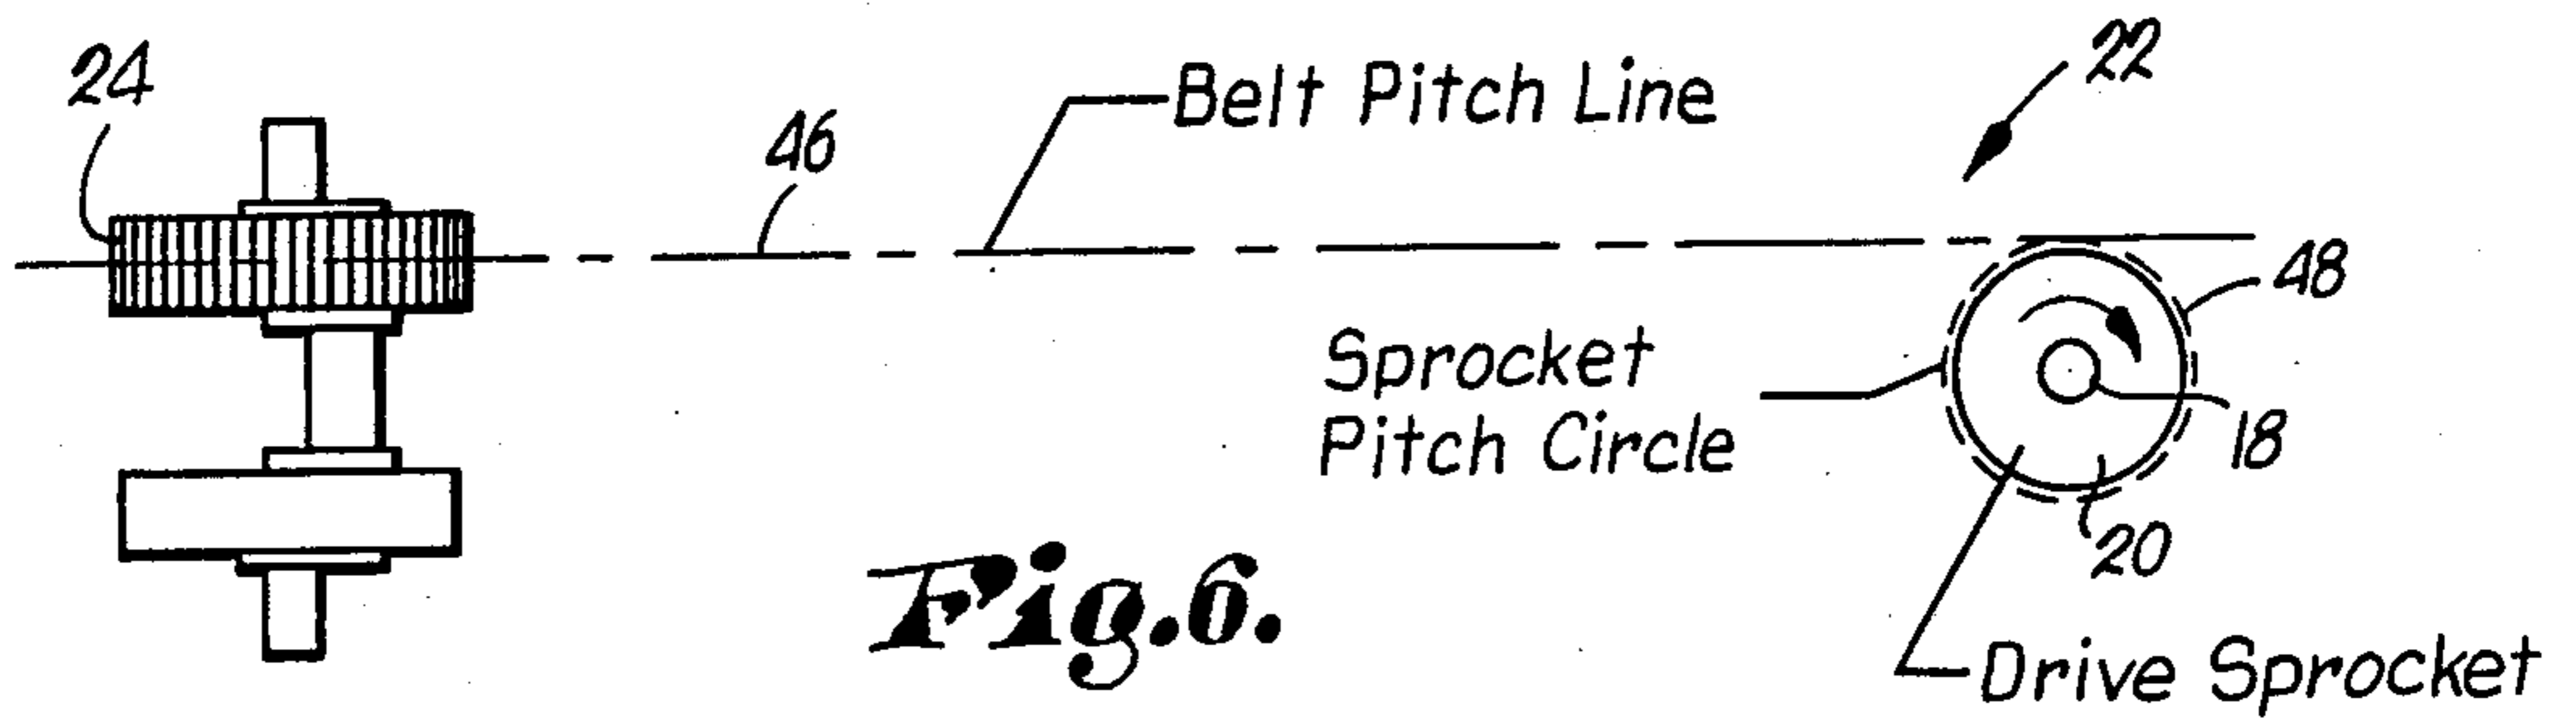 24
46
Belt Pitch Line
22
48
Sprocket
Pitch Circle
18
20
Drive Sprocket
Fig.6.